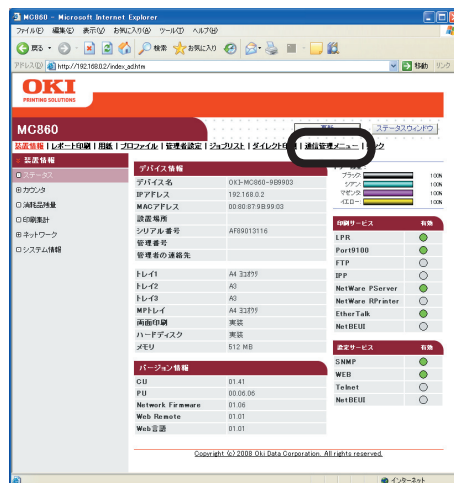 MC860 - Microsoft Internet Explorer
ファイル(F) 編集(E) 表示(V) お気に入り(A) ツール(T) ヘルプ(H)
戻る 検索 お気に入り
アドレス(D) http://192.168.0.2/index_ad.htm 移動 リンク
OKI
PRINTING SOLUTIONS
MC860
更新 ステータスウィンドウ
装置情報 | レポート印刷 | 用紙 | プロファイル | 管理者設定 | ジョブリスト | ダイレクト印刷 | 通信管理メニュー | リンク
装置情報
ステータス
カウンタ
消耗品残量
印刷集計
ネットワーク
システム情報
デバイス情報
デバイス名 OKI-MC860-9B9903
IPアドレス 192.168.0.2
MACアドレス 00:80:87:9B:99:03
設置場所
シリアル番号 AF89013116
管理番号
管理者の連絡先
トレイ1 A4 ヨコオクリ
トレイ2 A3
トレイ3 A3
MPトレイ A4 ヨコオクリ
両面印刷 実装
ハードディスク 実装
メモリ 512 MB
バージョン情報
CU 01.41
PU 00.06.06
Network Firmware 01.06
Web Remote 01.01
Web言語 01.01
ブラック: 100%
シアン: 100%
マゼンタ: 100%
イエロー: 100%
印刷サービス 有効
LPR
Port9100
FTP
IPP
NetWare PServer
NetWare RPrinter
EtherTalk
NetBEUI
設定サービス 有効
SNMP
WEB
Telnet
NetBEUI
Copyright (c) 2008 Oki Data Corporation. All rights reserved.
インターネット